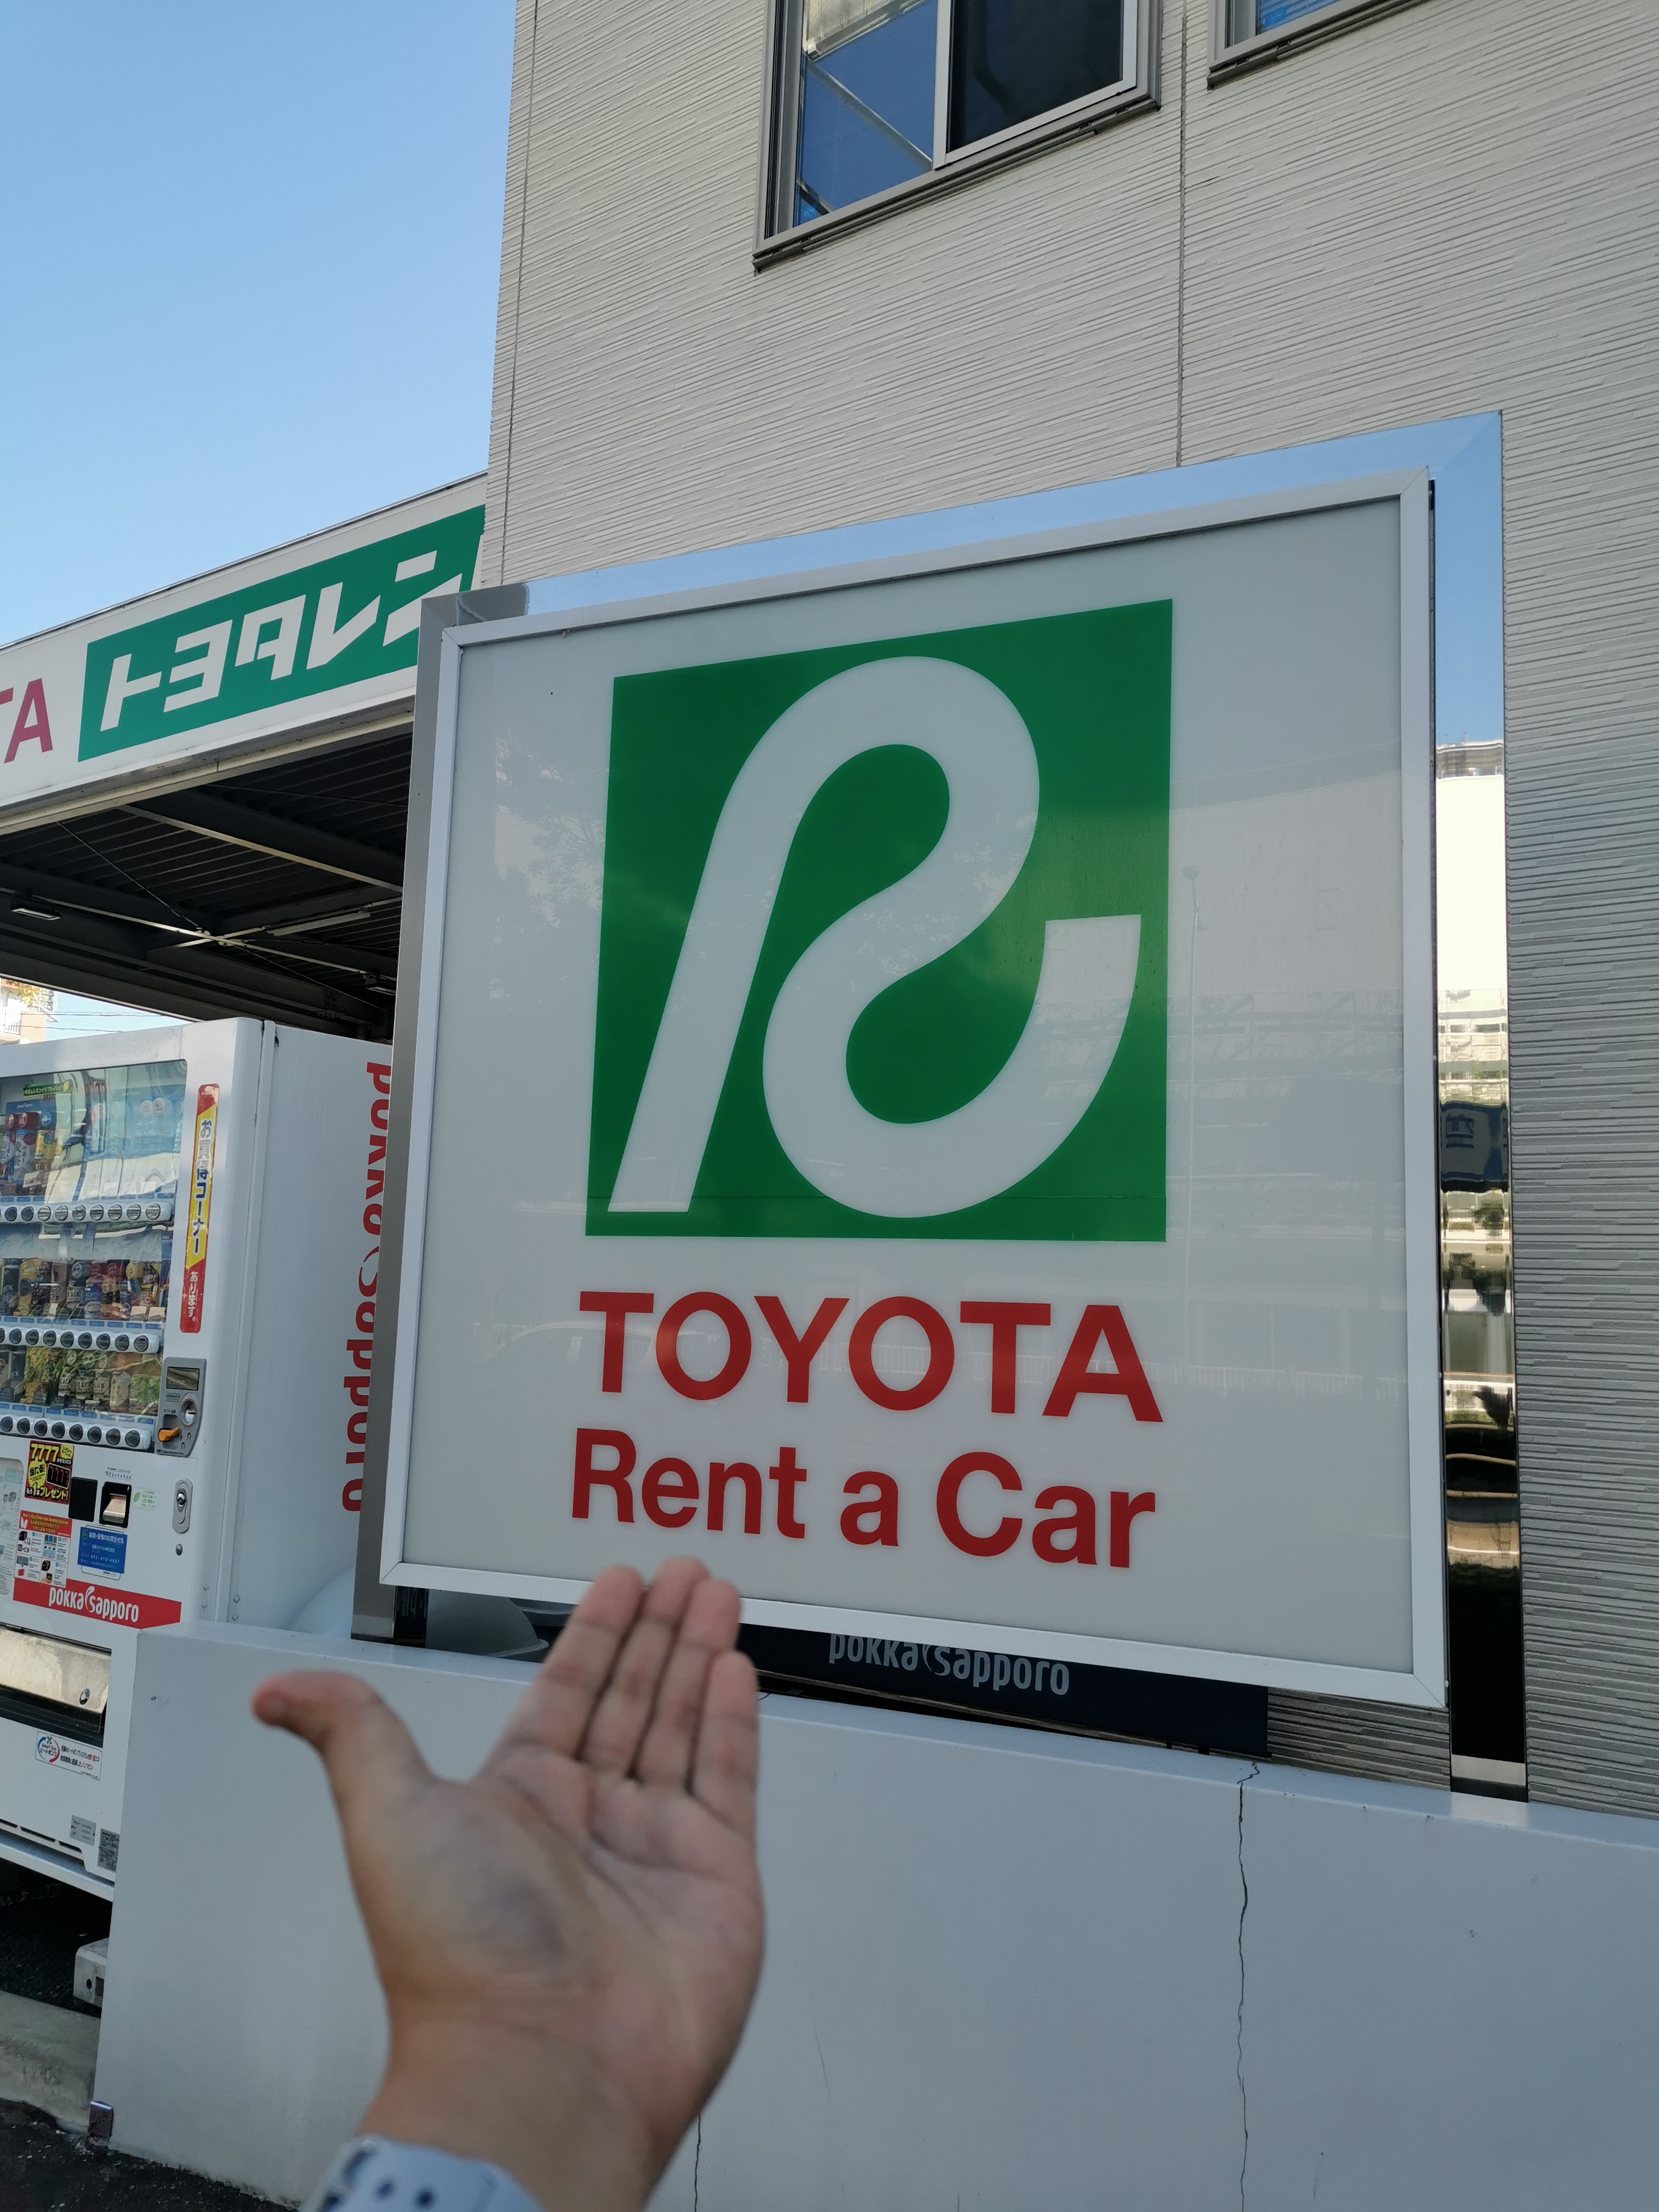 TA トヨタレン
TOYOTA
Rent a Car
pokka sapporo
お買得コーナー
あります。
pokka sapporo
7777
pokka sapporo